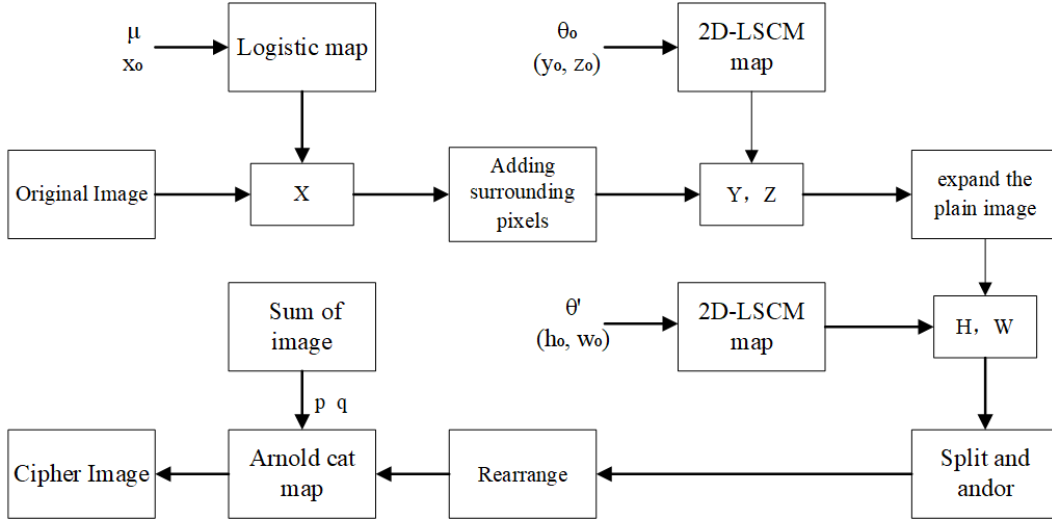 μ
x₀
Logistic map
θ₀
(y₀, z₀)
2D-LSCM
map
Original Image
X
Adding
surrounding
pixels
Y，Z
expand the
plain image
Sum of
image
θ'
(h₀, w₀)
2D-LSCM
map
H，W
p q
Cipher Image
Arnold cat
map
Rearrange
Split and
andor